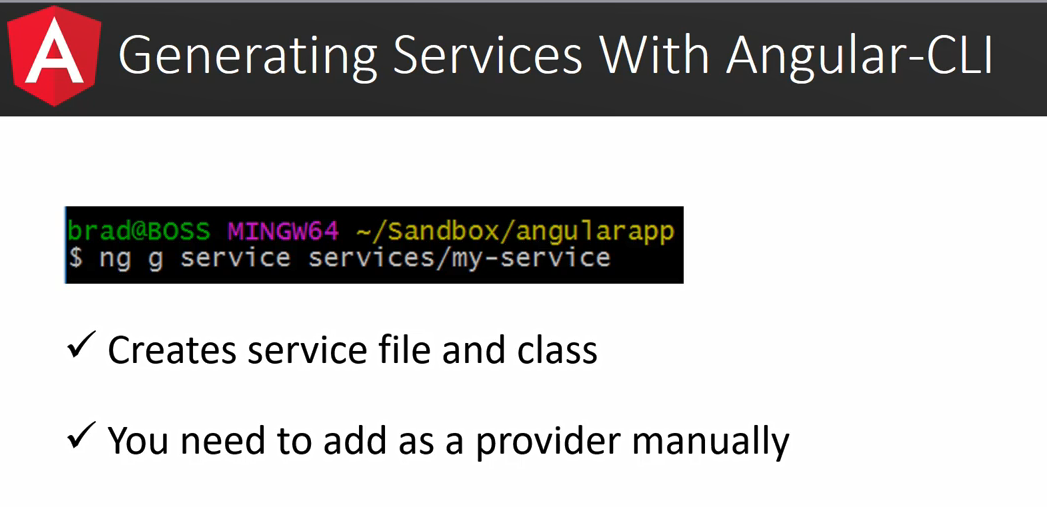 A
Generating Services With Angular-CLI
brad@BOSS MINGW64 ~/Sandbox/angularapp
$ ng g service services/my-service
✓ Creates service file and class
✓ You need to add as a provider manually